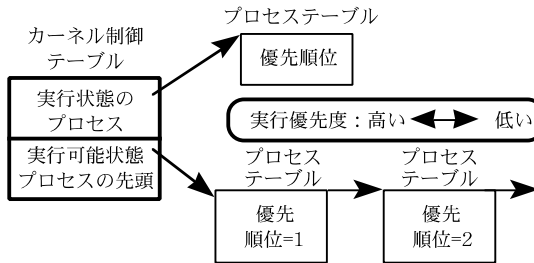 カーネル制御
テーブル
プロセステーブル
優先順位
実行状態の
プロセス
実行可能状態
プロセスの先頭
実行優先度：高い 低い
プロセス
テーブル
優先
順位=1
プロセス
テーブル
優先
順位=2